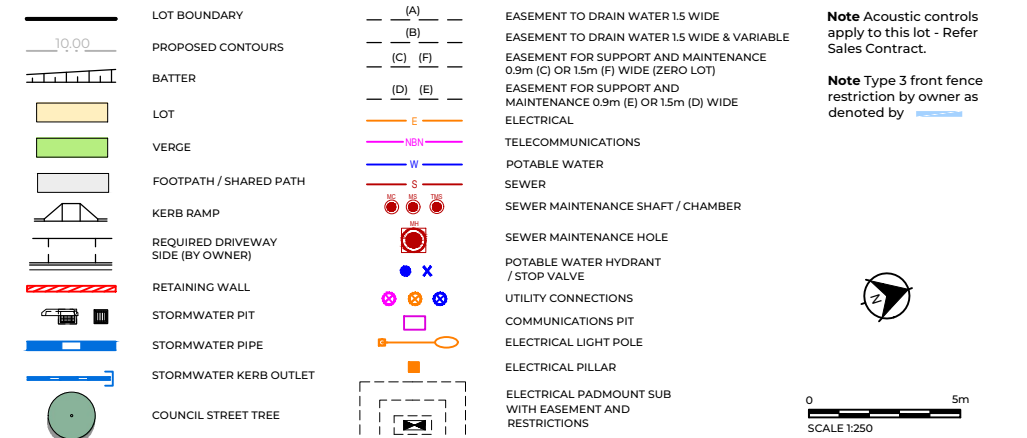 LOT BOUNDARY
10.00
PROPOSED CONTOURS
BATTER
LOT
VERGE
FOOTPATH / SHARED PATH
KERB RAMP
REQUIRED DRIVEWAY
SIDE (BY OWNER)
RETAINING WALL
STORMWATER PIT
STORMWATER PIPE
STORMWATER KERB OUTLET
COUNCIL STREET TREE
(A)
EASEMENT TO DRAIN WATER 1.5 WIDE
(B)
EASEMENT TO DRAIN WATER 1.5 WIDE & VARIABLE
(C) (F)
EASEMENT FOR SUPPORT AND MAINTENANCE
0.9m (C) OR 1.5m (F) WIDE (ZERO LOT)
(D) (E)
EASEMENT FOR SUPPORT AND
MAINTENANCE 0.9m (E) OR 1.5m (D) WIDE
E
ELECTRICAL
NBN
TELECOMMUNICATIONS
W
POTABLE WATER
S
SEWER
MC MS TMS
SEWER MAINTENANCE SHAFT / CHAMBER
MH
SEWER MAINTENANCE HOLE
POTABLE WATER HYDRANT
/ STOP VALVE
UTILITY CONNECTIONS
COMMUNICATIONS PIT
ELECTRICAL LIGHT POLE
ELECTRICAL PILLAR
ELECTRICAL PADMOUNT SUB
WITH EASEMENT AND
RESTRICTIONS
Note Acoustic controls
apply to this lot - Refer
Sales Contract.
Note Type 3 front fence
restriction by owner as
denoted by
N
0 5m
SCALE 1:250